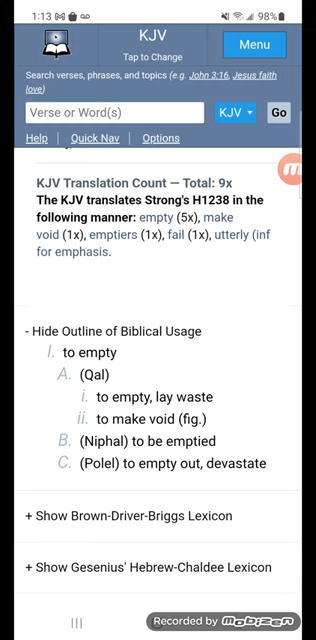 1:13 98%
KJV
Tap to Change
Menu
Search verses, phrases, and topics (e.g. John 3:16, Jesus faith
love)
Verse or Word(s) KJV Go
Help | Quick Nav | Options
KJV Translation Count — Total: 9x
The KJV translates Strong's H1238 in the
following manner: empty (5x), make
void (1x), emptiers (1x), fail (1x), utterly (inf
for emphasis.
- Hide Outline of Biblical Usage
I. to empty
A. (Qal)
i. to empty, lay waste
ii. to make void (fig.)
B. (Niphal) to be emptied
C. (Polel) to empty out, devastate
+ Show Brown-Driver-Briggs Lexicon
+ Show Gesenius' Hebrew-Chaldee Lexicon
Recorded by Mobizen